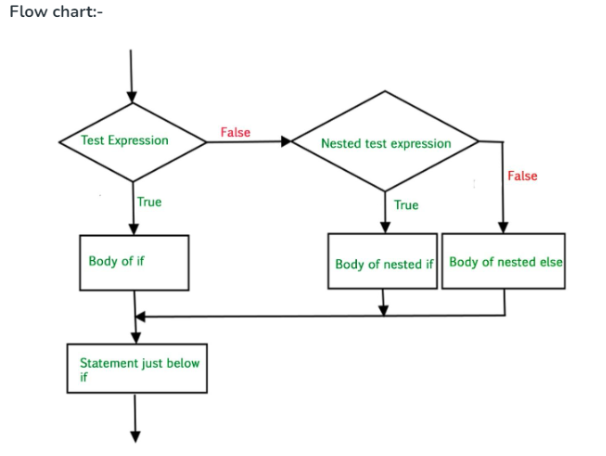 Flow chart:-
Test Expression
False
Nested test expression
False
True
True
Body of if
Body of nested if
Body of nested else
Statement just below
if